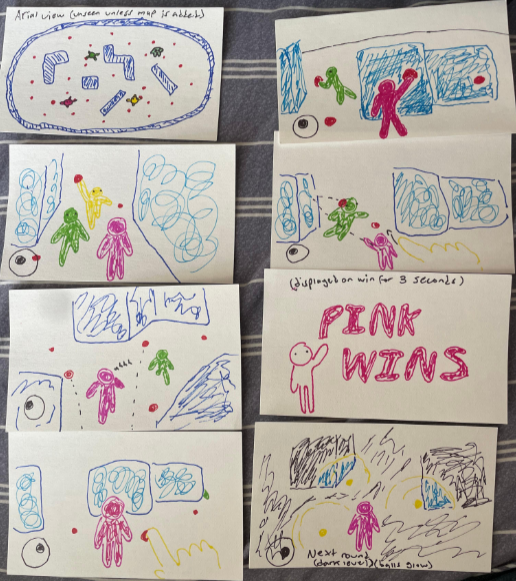 Arial view (unseen unless map is added)
ahhh
(displayed on win for 3 seconds)
PINK
WINS
Next round
(dark level) (balls glow)